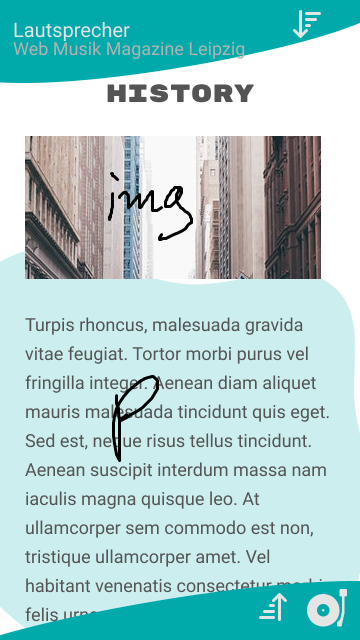 Lautsprecher
Web Musik Magazine Leipzig
HISTORY
img
Turpis rhoncus, malesuada gravida
vitae feugiat. Tortor morbi purus vel
fringilla integer. Aenean diam aliquet
mauris malesuada tincidunt quis eget.
Sed est, neque risus tellus tincidunt.
P
Aenean suscipit interdum massa nam
iaculis magna quisque leo. At
ullamcorper sem commodo est non,
tristique ullamcorper amet. Vel
habitant venenatis consectetur morbi
felis urna